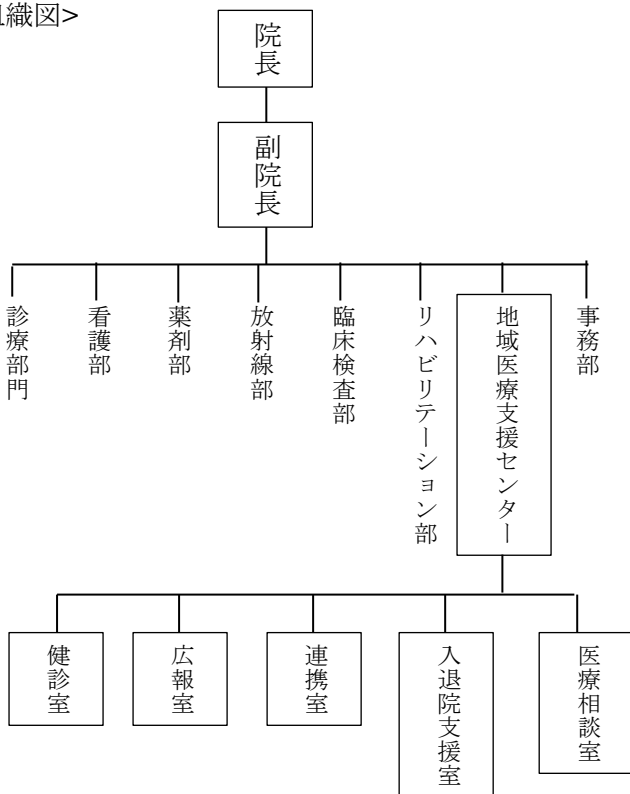 織図>
院長
副院長
診療部門
看護部
薬剤部
放射線部
臨床検査部
リハビリテーション部
地域医療支援センター
事務部
健診室
広報室
連携室
入退院支援室
医療相談室